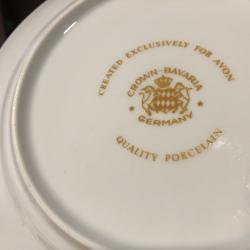 CREATED EXCLUSIVELY FOR AVON
CROWN-BAVARIA
GERMANY
QUALITY PORCELAIN